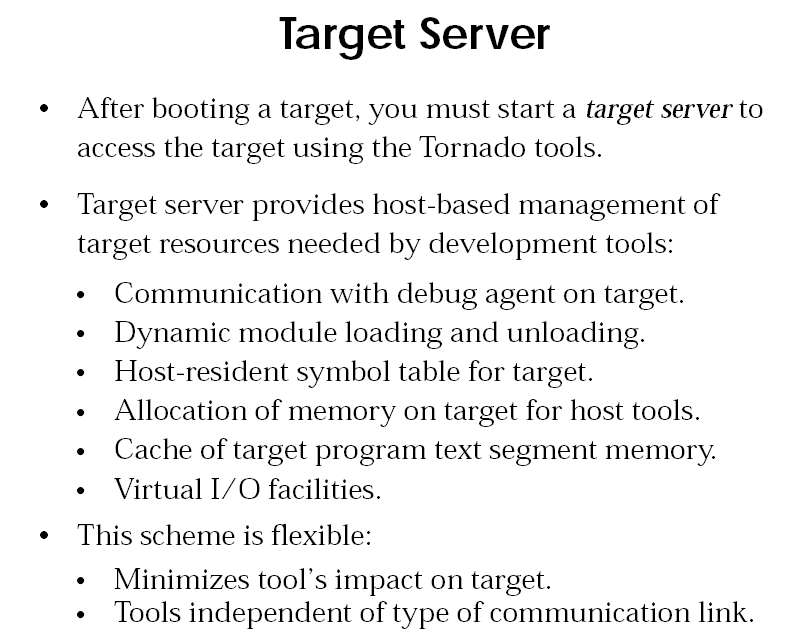 Target Server
• After booting a target, you must start a target server to
access the target using the Tornado tools.
• Target server provides host-based management of
target resources needed by development tools:
• Communication with debug agent on target.
• Dynamic module loading and unloading.
• Host-resident symbol table for target.
• Allocation of memory on target for host tools.
• Cache of target program text segment memory.
• Virtual I/O facilities.
• This scheme is flexible:
• Minimizes tool’s impact on target.
• Tools independent of type of communication link.